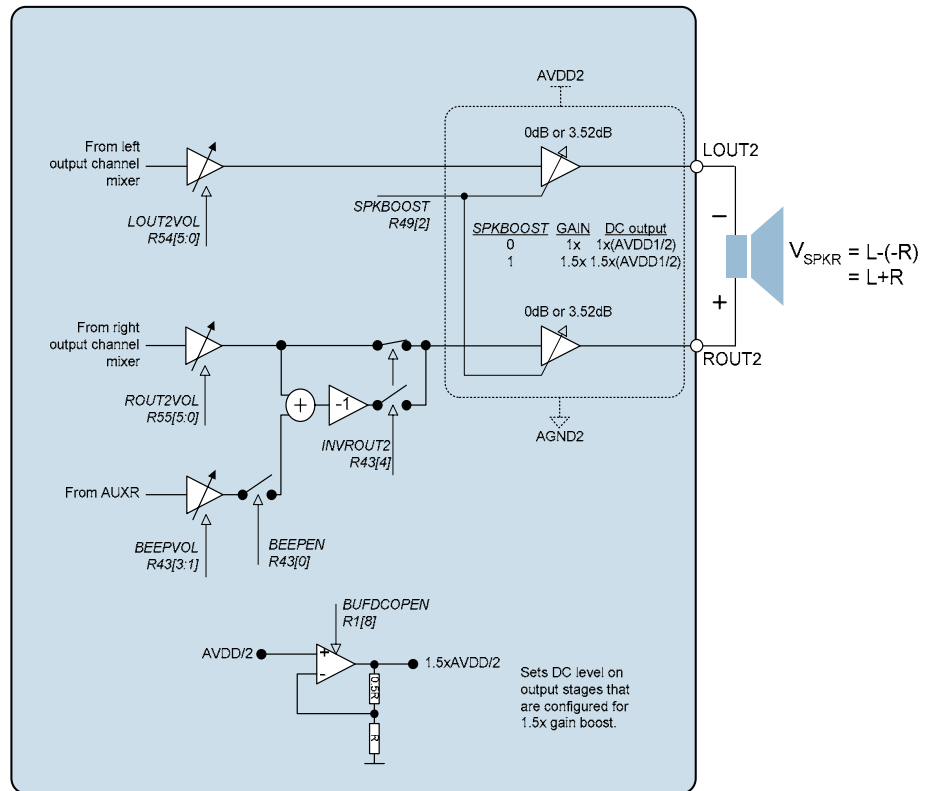 AVDD2
0dB or 3.52dB
From left
output channel
mixer
LOUT2
LOUT2VOL
R54[5:0]
SPKBOOST
R49[2]
SPKBOOST GAIN DC output
0 1x 1x(AVDD1/2)
1 1.5x 1.5x(AVDD1/2)
−
+
VSPKR = L-(-R)
= L+R
0dB or 3.52dB
From right
output channel
mixer
ROUT2
ROUT2VOL
R55[5:0]
+
-1
INVROUT2
R43[4]
AGND2
From AUXR
BEEPVOL
R43[3:1]
BEEPEN
R43[0]
BUFDCOPEN
R1[8]
AVDD/2
+
-
1.5xAVDD/2
0.5R
R
Sets DC level on
output stages that
are configured for
1.5x gain boost.